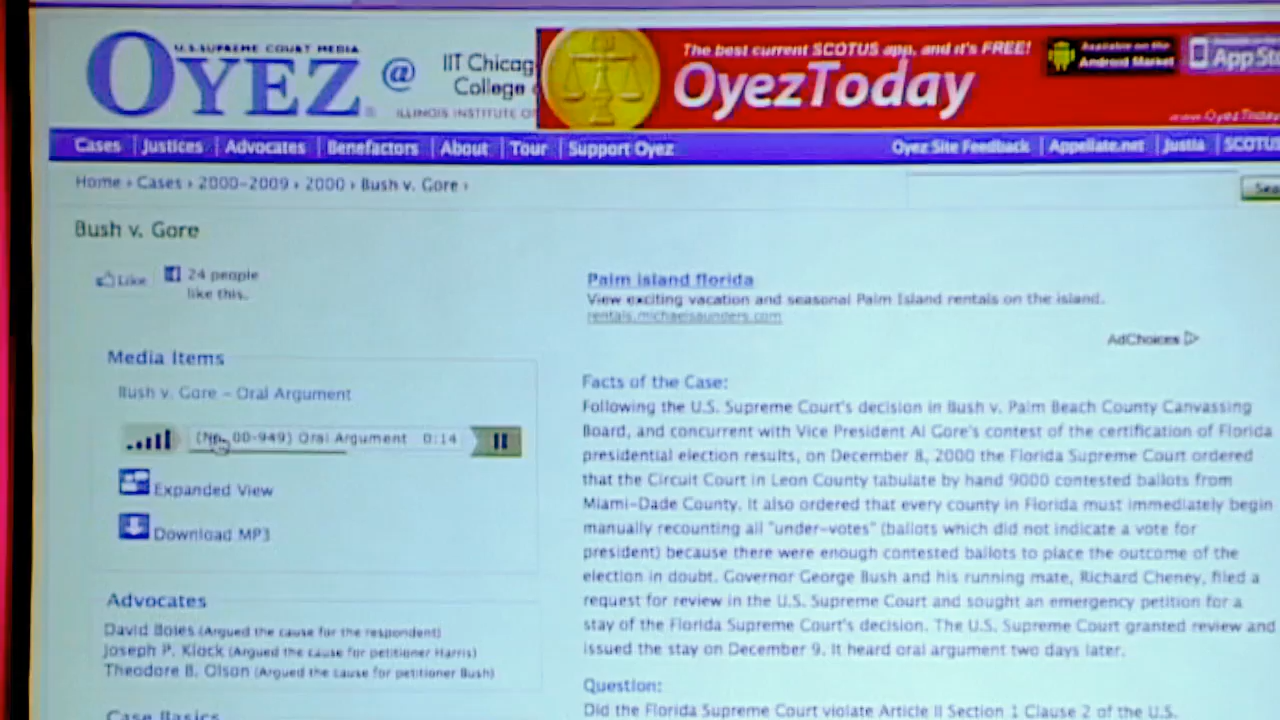 U.S. SUPREME COURT MEDIA
OYEZ @
IIT Chicag
College
ILLINOIS INSTITUTE OF
The best current SCOTUS app, and it's FREE!
OyezToday
Available on the
Android Market
App Sto
www.OyezToday
Cases | Justices | Advocates | Benefactors | About | Tour | Support Oyez
Oyez Site Feedback | Appellate.net | Justia | SCOTUS
Home › Cases › 2000-2009 › 2000 › Bush v. Gore ›
Sea
Bush v. Gore
Like
24 people
like this.
Palm island florida
View exciting vacation and seasonal Palm Island rentals on the island.
rentals.michaelsaunders.com
AdChoices
Media Items
Bush v. Gore - Oral Argument
(No. 00-949) Oral Argument 0:14
Expanded View
Download MP3
Advocates
David Boies (Argued the cause for the respondent)
Joseph P. Klock (Argued the cause for petitioner Harris)
Theodore B. Olson (Argued the cause for petitioner Bush)
Case Basics
Facts of the Case:
Following the U.S. Supreme Court's decision in Bush v. Palm Beach County Canvassing
Board, and concurrent with Vice President Al Gore's contest of the certification of Florida
presidential election results, on December 8, 2000 the Florida Supreme Court ordered
that the Circuit Court in Leon County tabulate by hand 9000 contested ballots from
Miami-Dade County. It also ordered that every county in Florida must immediately begin
manually recounting all "under-votes" (ballots which did not indicate a vote for
president) because there were enough contested ballots to place the outcome of the
election in doubt. Governor George Bush and his running mate, Richard Cheney, filed a
request for review in the U.S. Supreme Court and sought an emergency petition for a
stay of the Florida Supreme Court's decision. The U.S. Supreme Court granted review and
issued the stay on December 9. It heard oral argument two days later.
Question:
Did the Florida Supreme Court violate Article II Section 1 Clause 2 of the U.S.